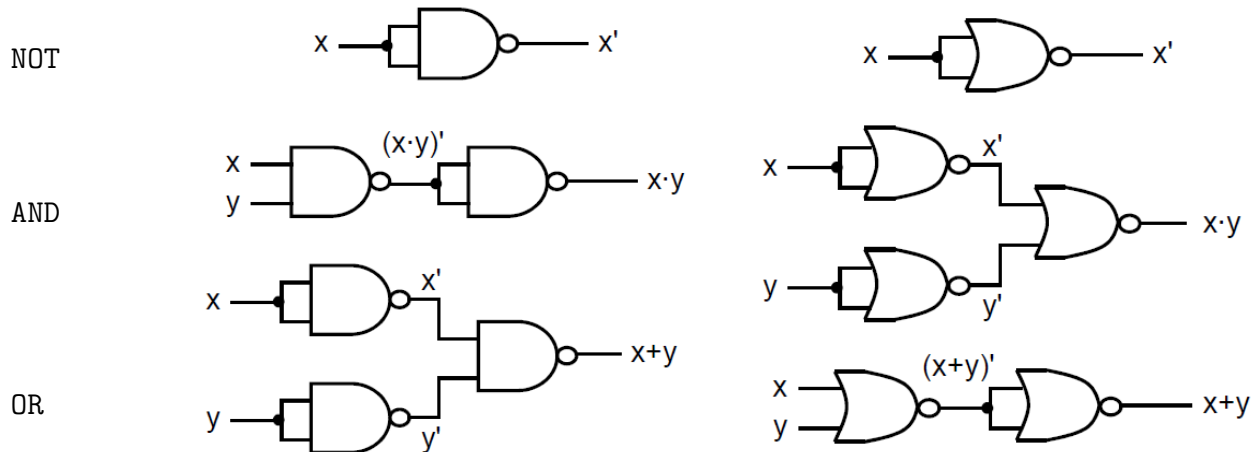 NOT
x x'
x x'
AND
x (x·y)' x·y
y
x x' x·y
y y'
OR
x x' x+y
y y'
x (x+y)' x+y
y